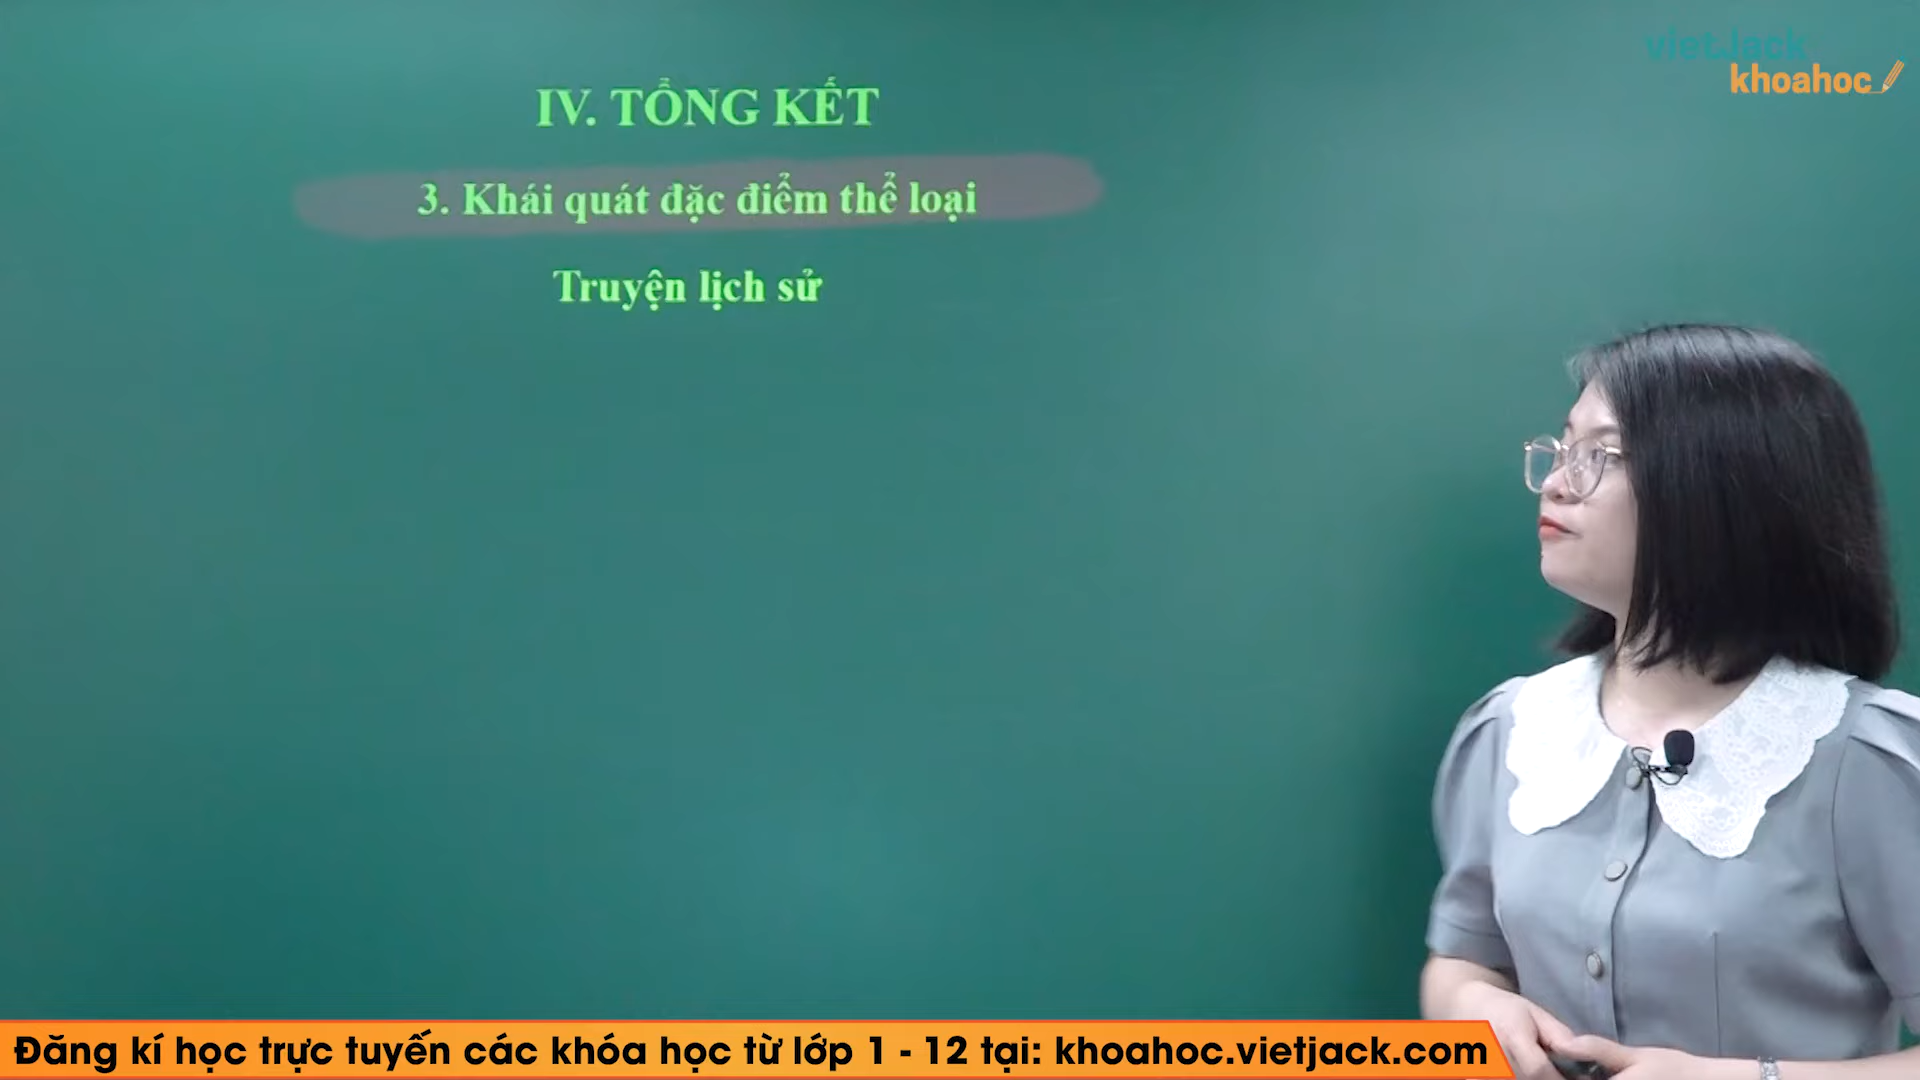 vietJack
khoahoc
IV. TỔNG KẾT
3. Khái quát đặc điểm thể loại
Truyện lịch sử
Đăng kí học trực tuyến các khóa học từ lớp 1 - 12 tại: khoahoc.vietjack.com